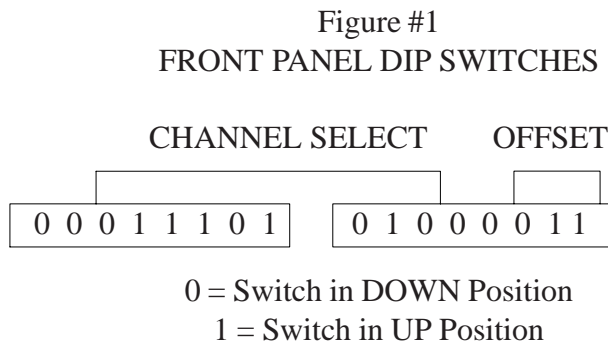 Figure #1
FRONT PANEL DIP SWITCHES
CHANNEL SELECT OFFSET
0 0 0 1 1 1 0 1 0 1 0 0 0 0 1 1
0 = Switch in DOWN Position
1 = Switch in UP Position